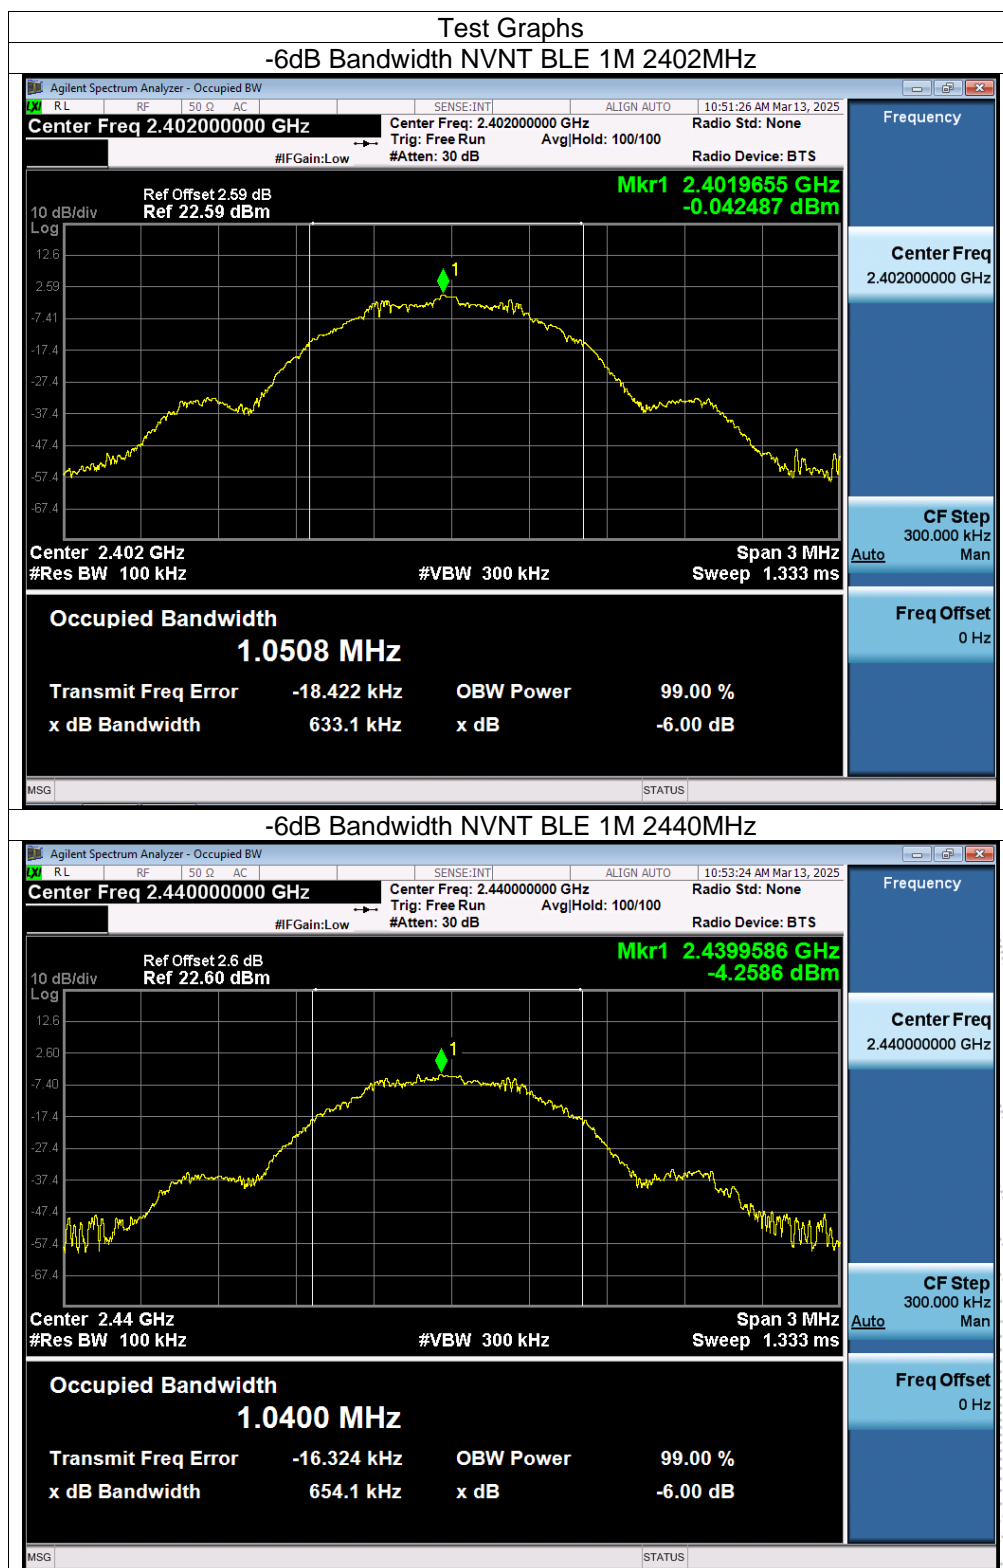 Test Graphs
-6dB Bandwidth NVNT BLE 1M 2402MHz
Agilent Spectrum Analyzer - Occupied BW
LXI RL RF 50 Ω AC SENSE:INT ALIGN AUTO 10:51:26 AM Mar 13, 2025
Center Freq 2.402000000 GHz
Center Freq: 2.402000000 GHz Radio Std: None
Trig: Free Run Avg|Hold: 100/100
#IFGain:Low #Atten: 30 dB Radio Device: BTS
Frequency
Mkr1 2.4019655 GHz
-0.042487 dBm
Ref Offset 2.59 dB
10 dB/div Ref 22.59 dBm
Log
12.6
2.59
-7.41
-17.4
-27.4
-37.4
-47.4
-57.4
-67.4
1
Center Freq
2.402000000 GHz
CF Step
300.000 kHz
Auto Man
Freq Offset
0 Hz
Center 2.402 GHz Span 3 MHz
#Res BW 100 kHz #VBW 300 kHz Sweep 1.333 ms
Occupied Bandwidth
1.0508 MHz
Transmit Freq Error -18.422 kHz OBW Power 99.00 %
x dB Bandwidth 633.1 kHz x dB -6.00 dB
MSG STATUS
-6dB Bandwidth NVNT BLE 1M 2440MHz
Agilent Spectrum Analyzer - Occupied BW
LXI RL RF 50 Ω AC SENSE:INT ALIGN AUTO 10:53:24 AM Mar 13, 2025
Center Freq 2.440000000 GHz
Center Freq: 2.440000000 GHz Radio Std: None
Trig: Free Run Avg|Hold: 100/100
#IFGain:Low #Atten: 30 dB Radio Device: BTS
Frequency
Mkr1 2.4399586 GHz
-4.2586 dBm
Ref Offset 2.6 dB
10 dB/div Ref 22.60 dBm
Log
12.6
2.60
-7.40
-17.4
-27.4
-37.4
-47.4
-57.4
-67.4
1
Center Freq
2.440000000 GHz
CF Step
300.000 kHz
Auto Man
Freq Offset
0 Hz
Center 2.44 GHz Span 3 MHz
#Res BW 100 kHz #VBW 300 kHz Sweep 1.333 ms
Occupied Bandwidth
1.0400 MHz
Transmit Freq Error -16.324 kHz OBW Power 99.00 %
x dB Bandwidth 654.1 kHz x dB -6.00 dB
MSG STATUS